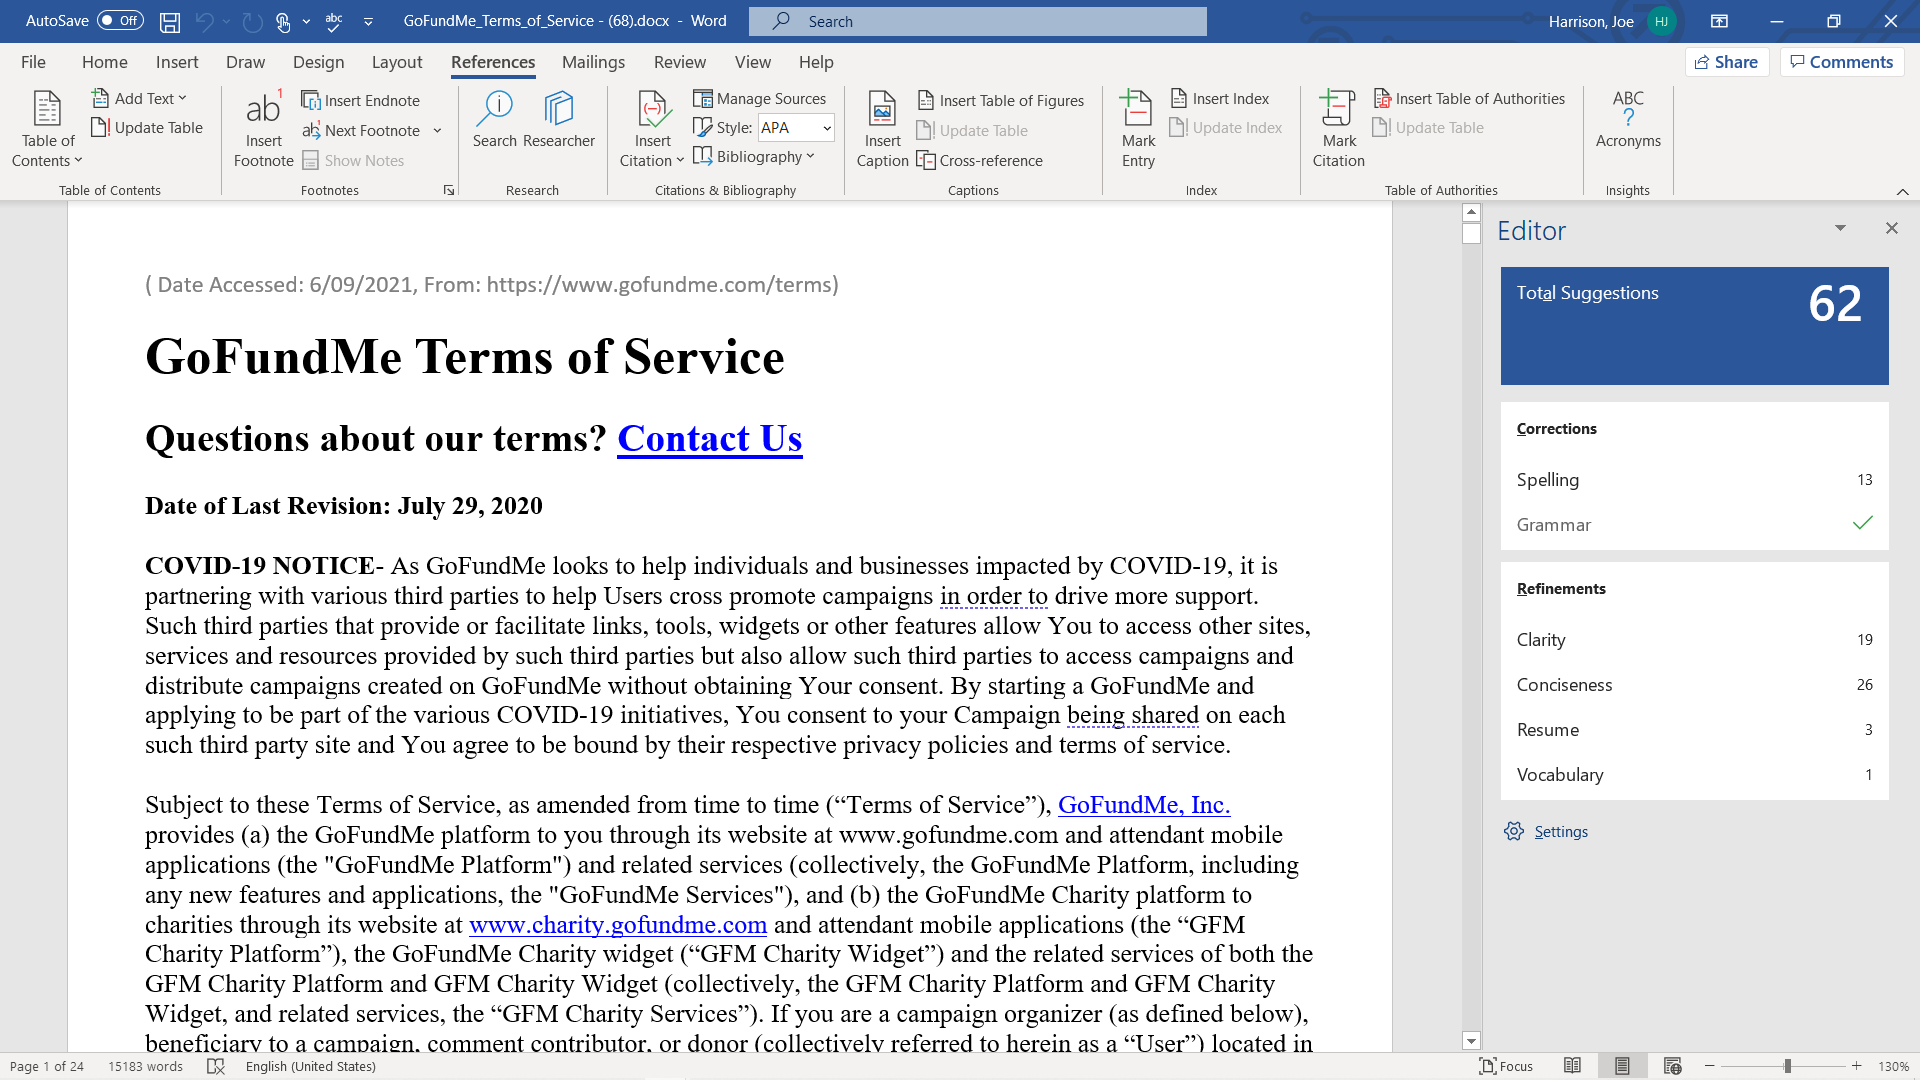 AutoSave Off abc GoFundMe_Terms_of_Service - (68).docx - Word Search Harrison, Joe HJ
File Home Insert Draw Design Layout References Mailings Review View Help Share Comments
Table of Contents
Add Text
Update Table
Table of Contents
ab 1
Insert Footnote
Insert Endnote
Next Footnote
Show Notes
Footnotes
Search Researcher
Research
Insert Citation
Manage Sources
Style: APA
Bibliography
Citations & Bibliography
Insert Caption
Insert Table of Figures
Update Table
Cross-reference
Captions
Mark Entry
Insert Index
Update Index
Index
Mark Citation
Insert Table of Authorities
Update Table
Table of Authorities
ABC ?
Acronyms
Insights
( Date Accessed: 6/09/2021, From: https://www.gofundme.com/terms)
GoFundMe Terms of Service
Questions about our terms? Contact Us
Date of Last Revision: July 29, 2020
COVID-19 NOTICE- As GoFundMe looks to help individuals and businesses impacted by COVID-19, it is
partnering with various third parties to help Users cross promote campaigns in order to drive more support.
Such third parties that provide or facilitate links, tools, widgets or other features allow You to access other sites,
services and resources provided by such third parties but also allow such third parties to access campaigns and
distribute campaigns created on GoFundMe without obtaining Your consent. By starting a GoFundMe and
applying to be part of the various COVID-19 initiatives, You consent to your Campaign being shared on each
such third party site and You agree to be bound by their respective privacy policies and terms of service.
Subject to these Terms of Service, as amended from time to time (“Terms of Service”), GoFundMe, Inc.
provides (a) the GoFundMe platform to you through its website at www.gofundme.com and attendant mobile
applications (the "GoFundMe Platform") and related services (collectively, the GoFundMe Platform, including
any new features and applications, the "GoFundMe Services"), and (b) the GoFundMe Charity platform to
charities through its website at www.charity.gofundme.com and attendant mobile applications (the “GFM
Charity Platform”), the GoFundMe Charity widget (“GFM Charity Widget”) and the related services of both the
GFM Charity Platform and GFM Charity Widget (collectively, the GFM Charity Platform and GFM Charity
Widget, and related services, the “GFM Charity Services”). If you are a campaign organizer (as defined below),
beneficiary to a campaign, comment contributor, or donor (collectively referred to herein as a “User”) located in
Editor
Total Suggestions 62
Corrections
Spelling 13
Grammar
Refinements
Clarity 19
Conciseness 26
Resume 3
Vocabulary 1
Settings
Page 1 of 24 15183 words English (United States) Focus 130%